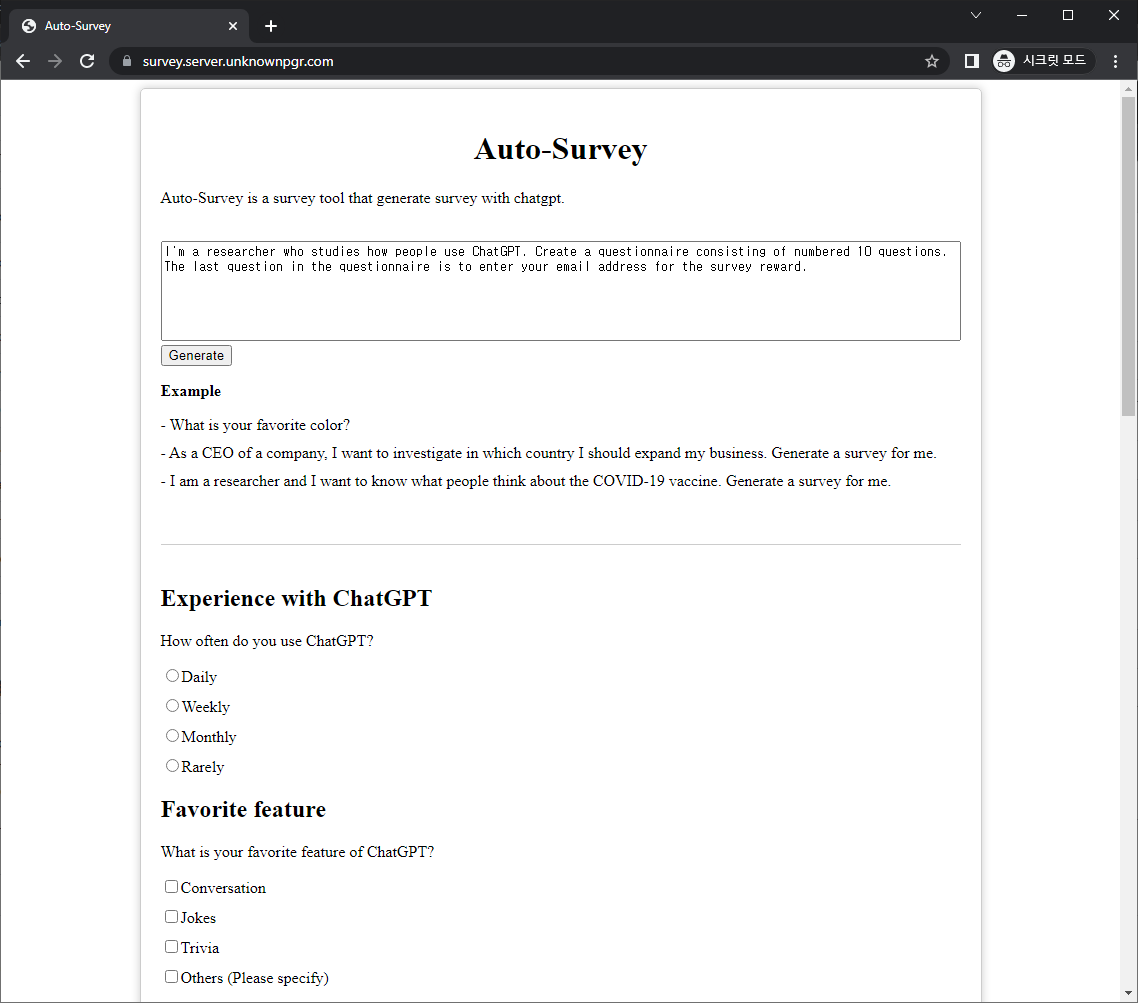 Auto-Survey
survey.server.unknownpgr.com
시크릿 모드
Auto-Survey
Auto-Survey is a survey tool that generate survey with chatgpt.
I'm a researcher who studies how people use ChatGPT. Create a questionnaire consisting of numbered 10 questions.
The last question in the questionnaire is to enter your email address for the survey reward.
Generate
Example
- What is your favorite color?
- As a CEO of a company, I want to investigate in which country I should expand my business. Generate a survey for me.
- I am a researcher and I want to know what people think about the COVID-19 vaccine. Generate a survey for me.
Experience with ChatGPT
How often do you use ChatGPT?
Daily
Weekly
Monthly
Rarely
Favorite feature
What is your favorite feature of ChatGPT?
Conversation
Jokes
Trivia
Others (Please specify)